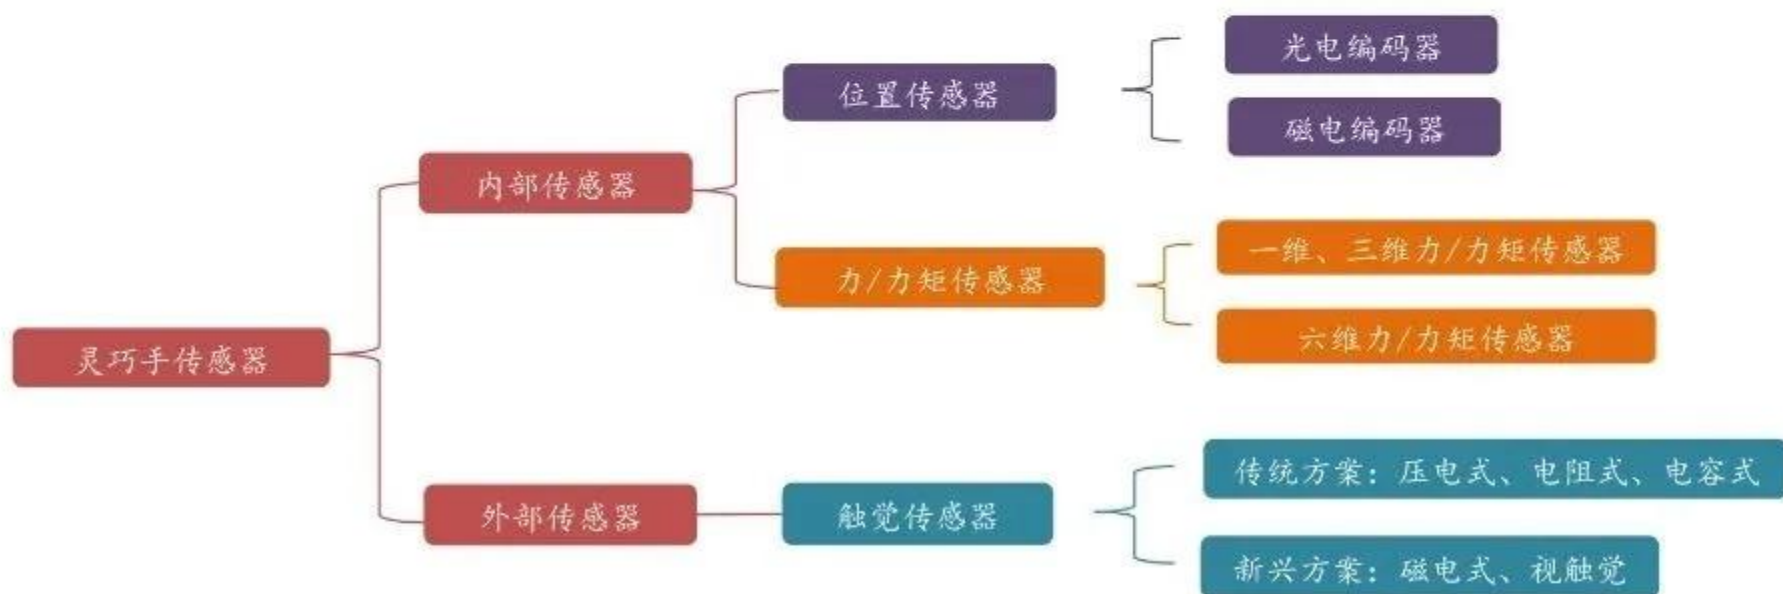 光电编码器
位置传感器
磁电编码器
内部传感器
一维、三维力/力矩传感器
力/力矩传感器
六维力/力矩传感器
灵巧手传感器
传统方案：压电式、电阻式、电容式
外部传感器
触觉传感器
新兴方案：磁电式、视触觉